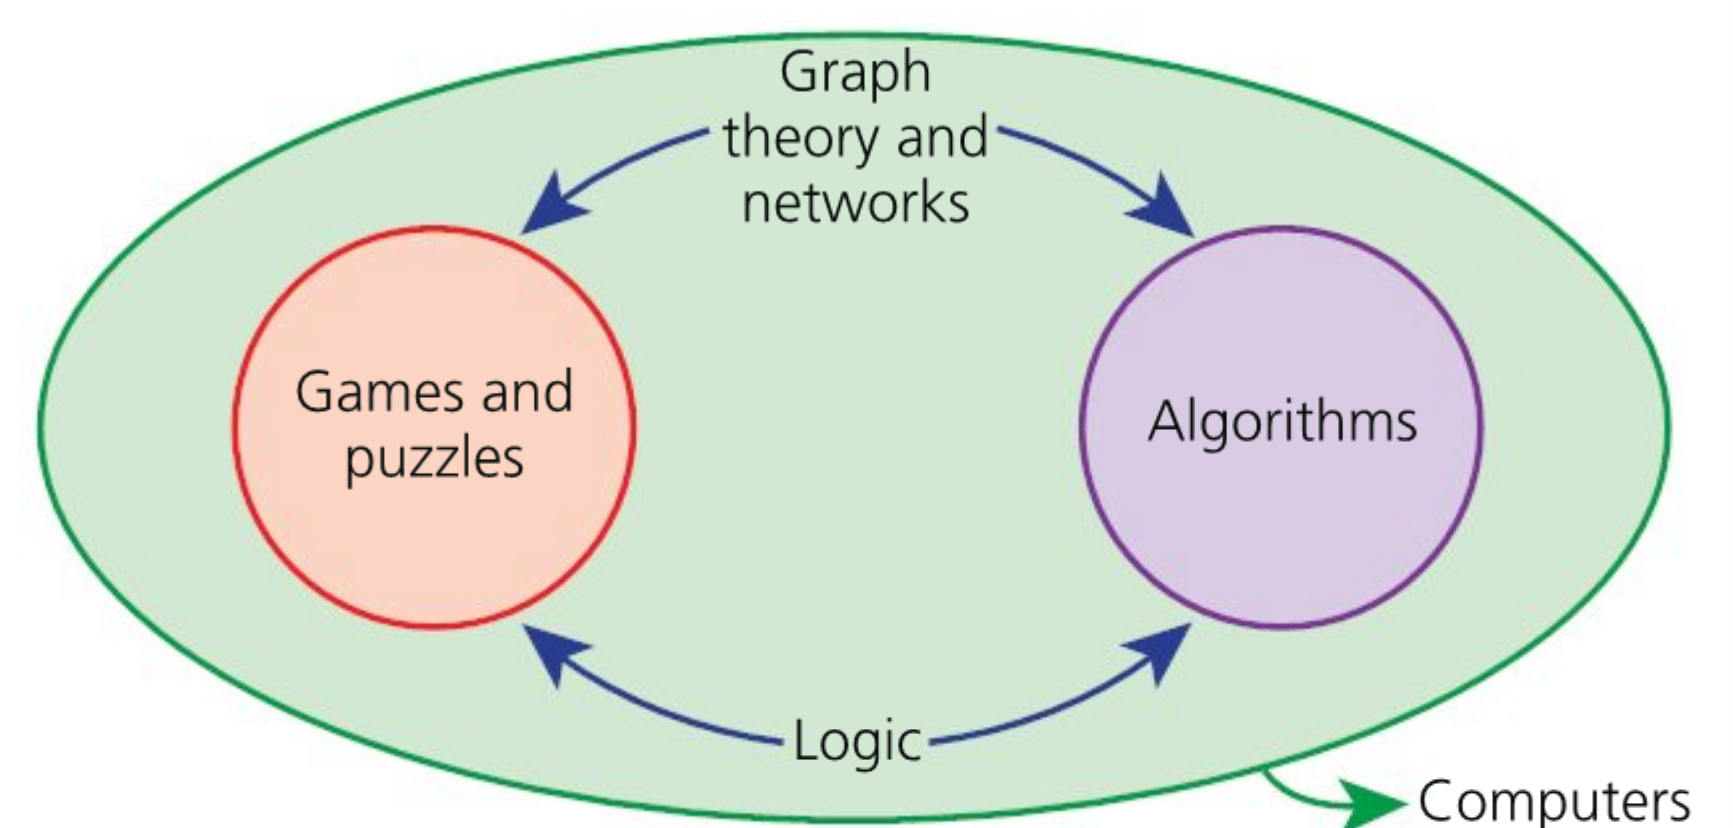 Graph
theory and
networks
Games and
puzzles
Algorithms
Logic
Computers